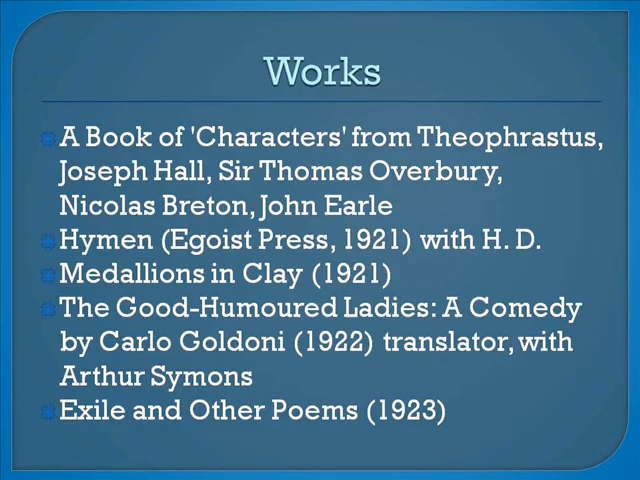 Works
A Book of 'Characters' from Theophrastus,
Joseph Hall, Sir Thomas Overbury,
Nicolas Breton, John Earle
Hymen (Egoist Press, 1921) with H. D.
Medallions in Clay (1921)
The Good-Humoured Ladies: A Comedy
by Carlo Goldoni (1922) translator, with
Arthur Symons
Exile and Other Poems (1923)